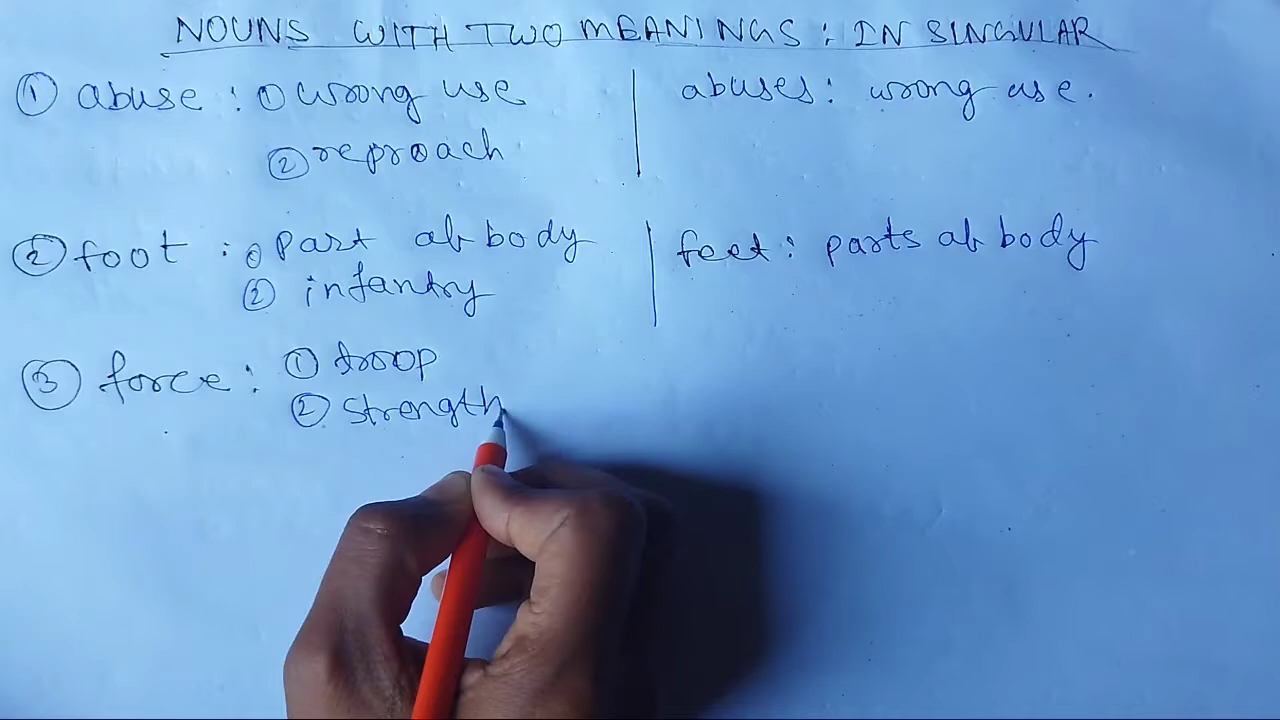 NOUNS WITH TWO MEANINGS : IN SINGULAR
① abuse : ① wrong use | abuses : wrong use.
② reproach
② foot : ① Part of body | feet : parts of body
② infantry
③ force : ① troop
② strength